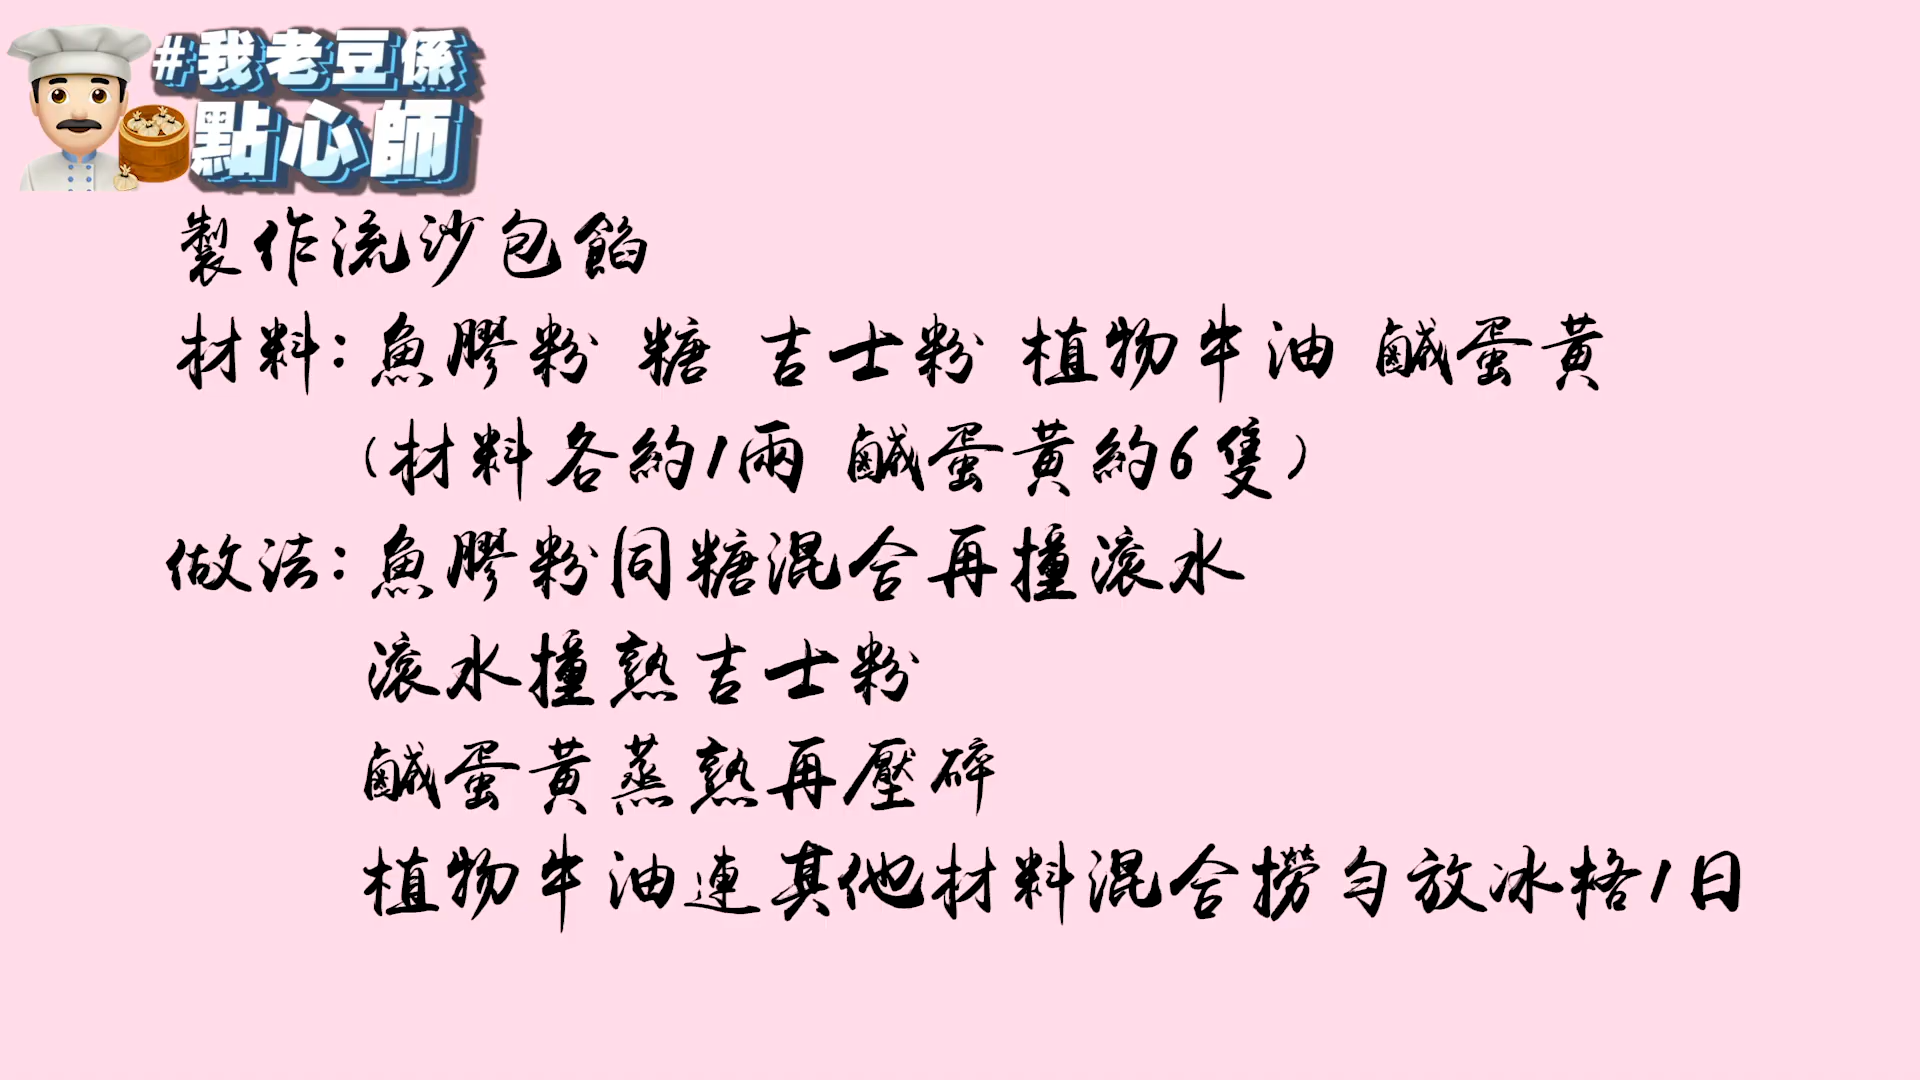 #我老豆係
點心師
製作流沙包餡
材料：魚膠粉 糖 吉士粉 植物牛油 鹹蛋黃
（材料各約1兩 鹹蛋黃約6隻）
做法：魚膠粉同糖混合再撞滾水
滾水撞熟吉士粉
鹹蛋黃蒸熟再壓碎
植物牛油連其他材料混合撈勻放冰格1日